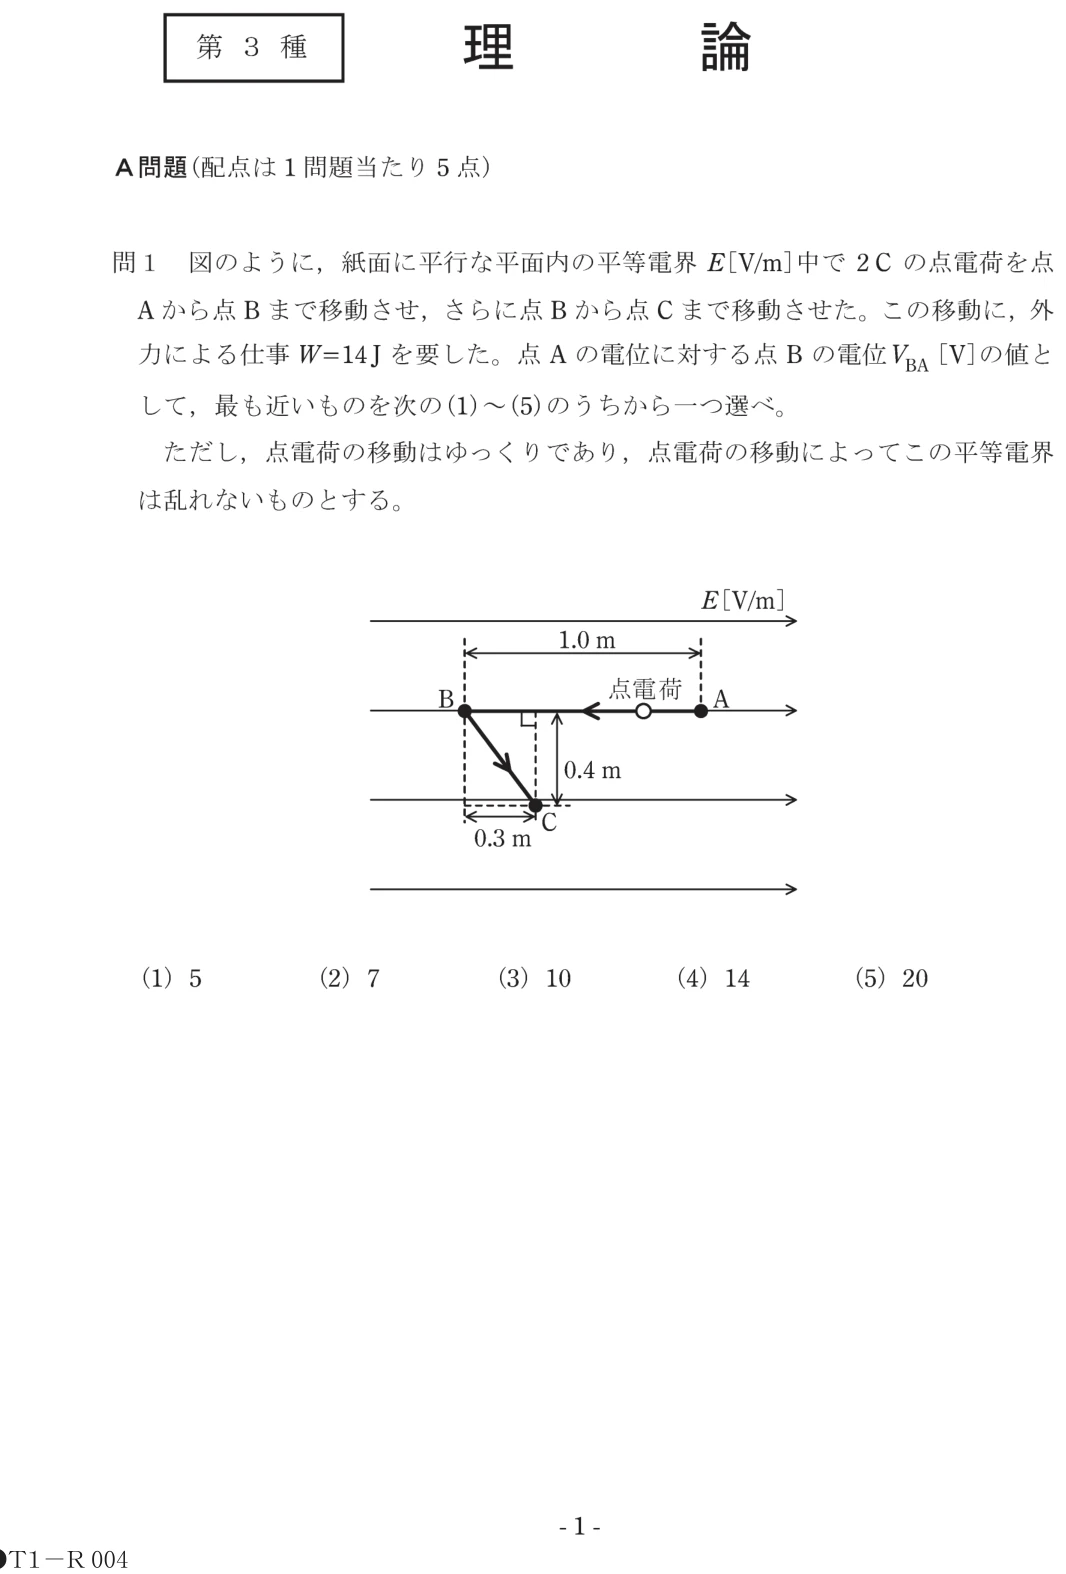 第 3 種 理 論
A問題(配点は1問題当たり5点)
問1 図のように，紙面に平行な平面内の平等電界 E[V/m]中で 2C の点電荷を点
A から点 B まで移動させ，さらに点 B から点 C まで移動させた。この移動に，外
力による仕事 W=14J を要した。点 A の電位に対する点 B の電位 V_BA [V]の値と
して，最も近いものを次の(1)～(5)のうちから一つ選べ。
ただし，点電荷の移動はゆっくりであり，点電荷の移動によってこの平等電界
は乱れないものとする。
E[V/m]
1.0 m
点電荷
B
A
0.4 m
C
0.3 m
(1) 5 (2) 7 (3) 10 (4) 14 (5) 20
- 1 -
●T1－R 004